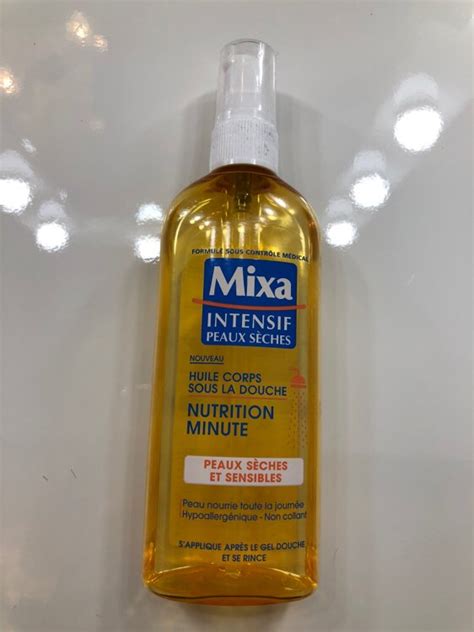 FORMULÉ SOUS CONTRÔLE MÉDICAL
Mixa
INTENSIF
PEAUX SÈCHES
NOUVEAU
HUILE CORPS
SOUS LA DOUCHE
NUTRITION
MINUTE
PEAUX SÈCHES
ET SENSIBLES
Peau nourrie toute la journée
Hypoallergénique - Non collant
S'APPLIQUE APRÈS LE GEL DOUCHE
ET SE RINCE